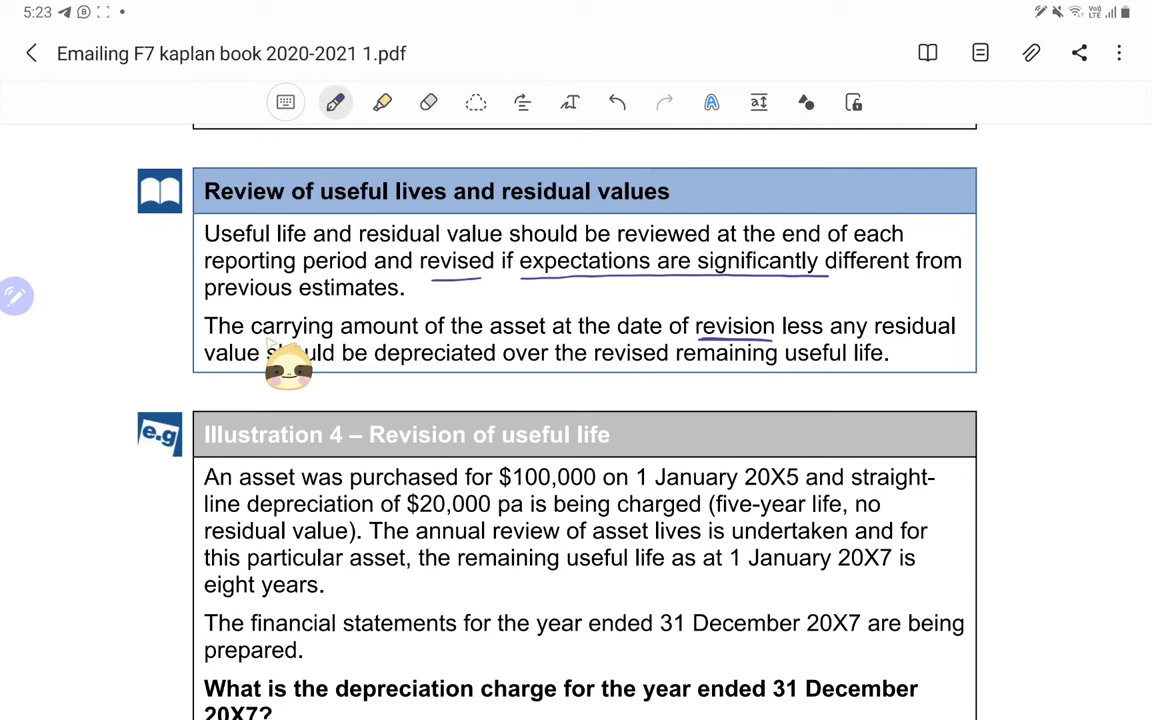 5:23
Vo))
LTE
Emailing F7 kaplan book 2020-2021 1.pdf
Review of useful lives and residual values
Useful life and residual value should be reviewed at the end of each
reporting period and revised if expectations are significantly different from
previous estimates.
The carrying amount of the asset at the date of revision less any residual
value should be depreciated over the revised remaining useful life.
e.g
Illustration 4 – Revision of useful life
An asset was purchased for $100,000 on 1 January 20X5 and straight-
line depreciation of $20,000 pa is being charged (five-year life, no
residual value). The annual review of asset lives is undertaken and for
this particular asset, the remaining useful life as at 1 January 20X7 is
eight years.
The financial statements for the year ended 31 December 20X7 are being
prepared.
What is the depreciation charge for the year ended 31 December
20X7?